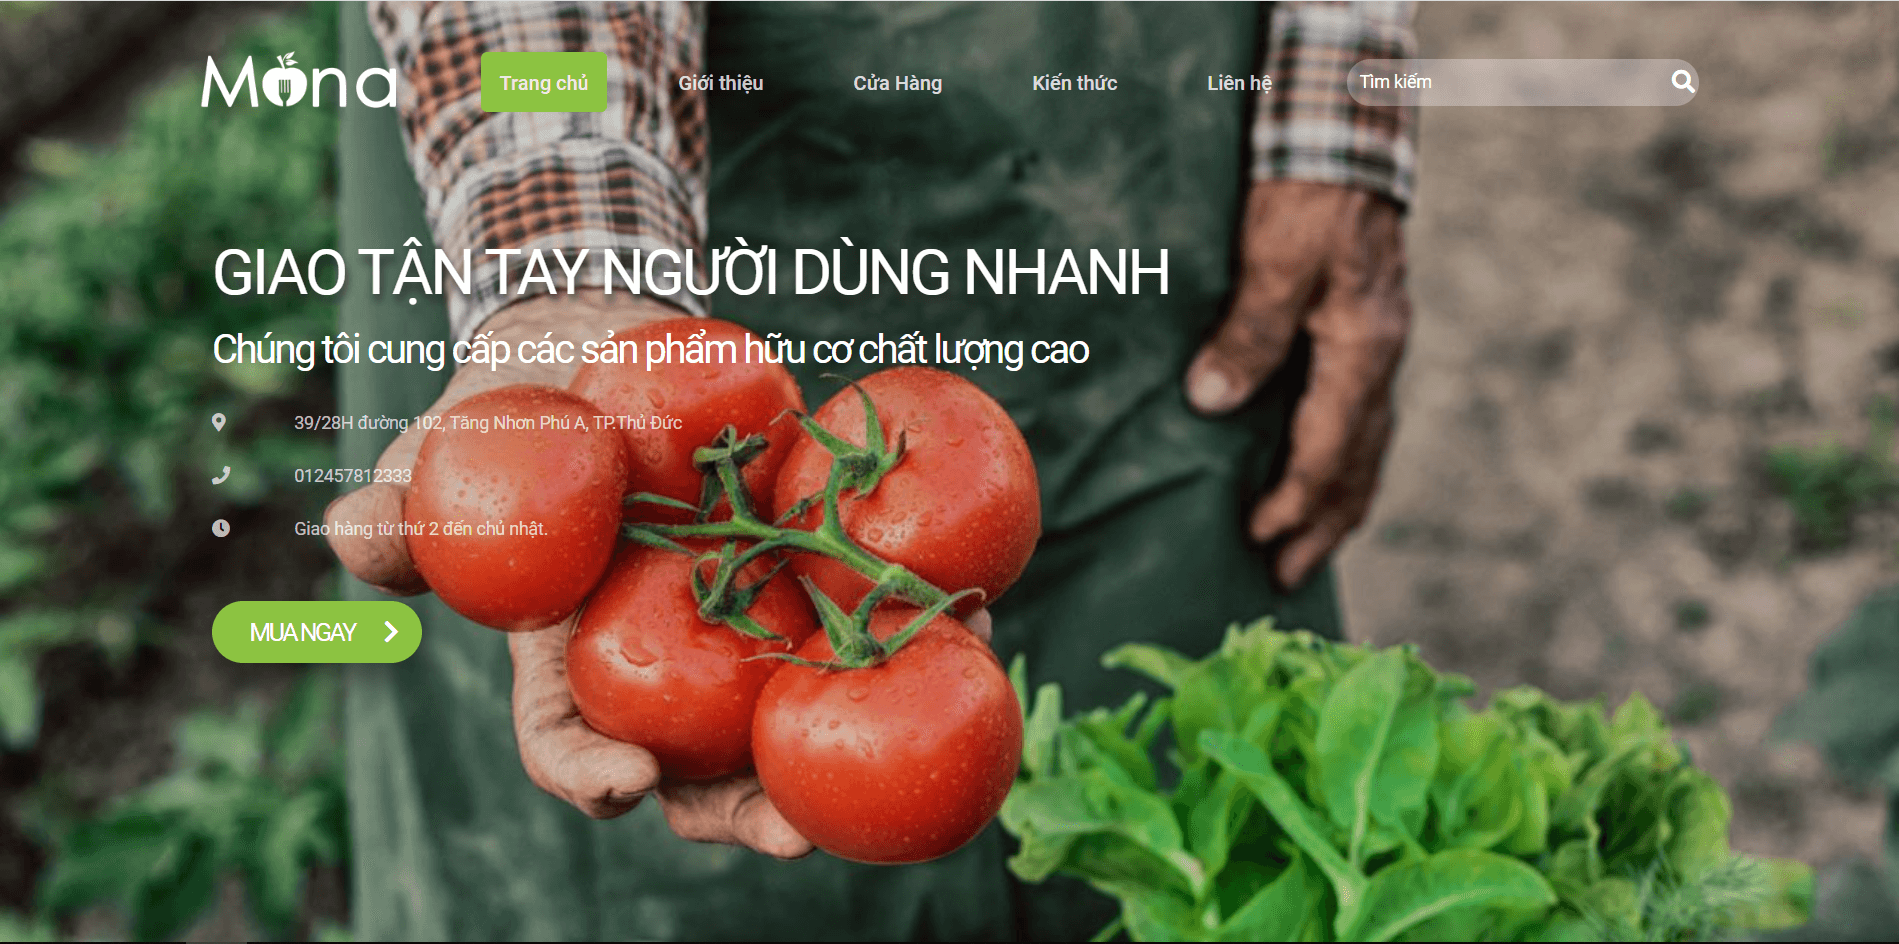 Mona
Trang chủ
Giới thiệu
Cửa Hàng
Kiến thức
Liên hệ
Tìm kiếm
GIAO TẬN TAY NGƯỜI DÙNG NHANH
Chúng tôi cung cấp các sản phẩm hữu cơ chất lượng cao
39/28H đường 102, Tăng Nhơn Phú A, TP.Thủ Đức
012457812333
Giao hàng từ thứ 2 đến chủ nhật.
MUA NGAY